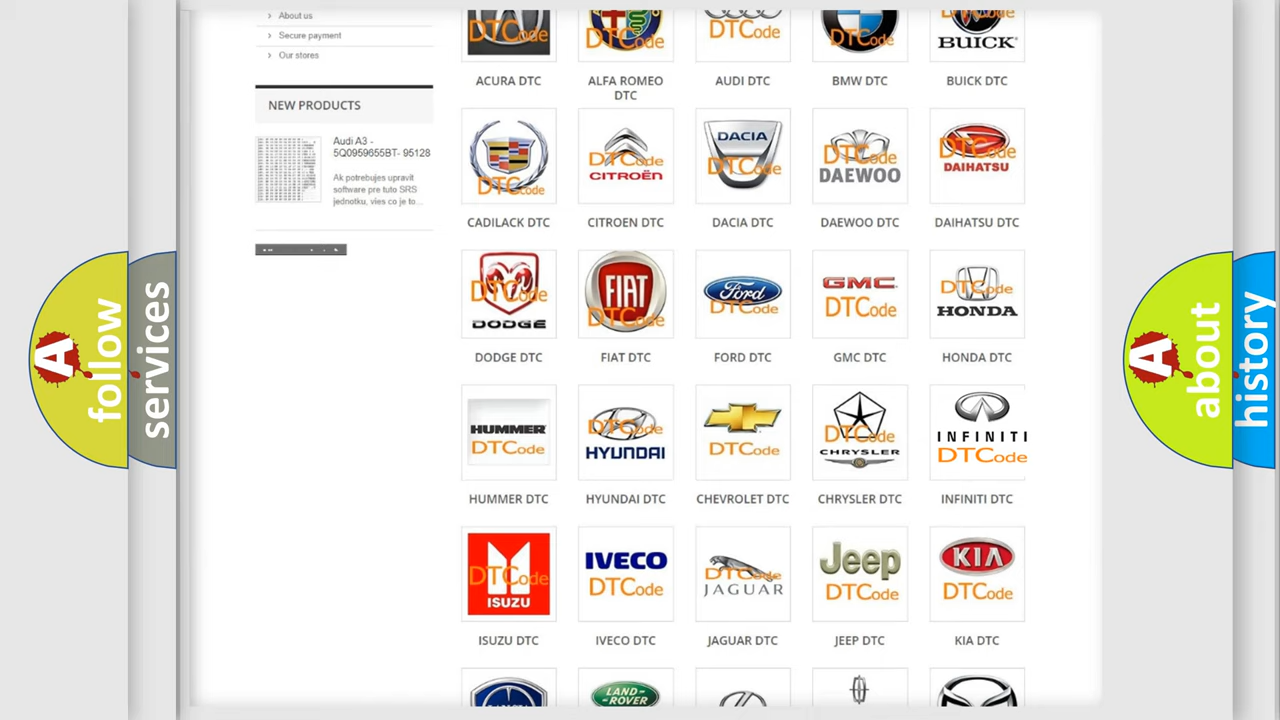 About us
Secure payment
Our stores
NEW PRODUCTS
Audi A3 -
5Q0959655BT- 95128
Ak potrebujes upravit
software pre tuto SRS
jednotku, vies co je to...
DTCode
DTCode
DTCode
DTCode
BUICK
ACURA DTC
ALFA ROMEO
DTC
AUDI DTC
BMW DTC
BUICK DTC
DTCode
DTCode
CITROËN
DACIA
DTCode
DTCode
DAEWOO
DTCode
DAIHATSU
CADILACK DTC
CITROEN DTC
DACIA DTC
DAEWOO DTC
DAIHATSU DTC
DTCode
DODGE
FIAT
DTCode
Ford
DTCode
GMC
DTCode
DTCode
HONDA
DODGE DTC
FIAT DTC
FORD DTC
GMC DTC
HONDA DTC
HUMMER
DTCode
DTCode
HYUNDAI
DTCode
DTCode
CHRYSLER
INFINITI
DTCode
HUMMER DTC
HYUNDAI DTC
CHEVROLET DTC
CHRYSLER DTC
INFINITI DTC
DTCode
ISUZU
IVECO
DTCode
DTCode
JAGUAR
Jeep
DTCode
KIA
DTCode
ISUZU DTC
IVECO DTC
JAGUAR DTC
JEEP DTC
KIA DTC
LAND-
ROVER
A
follow
services
A
about
history